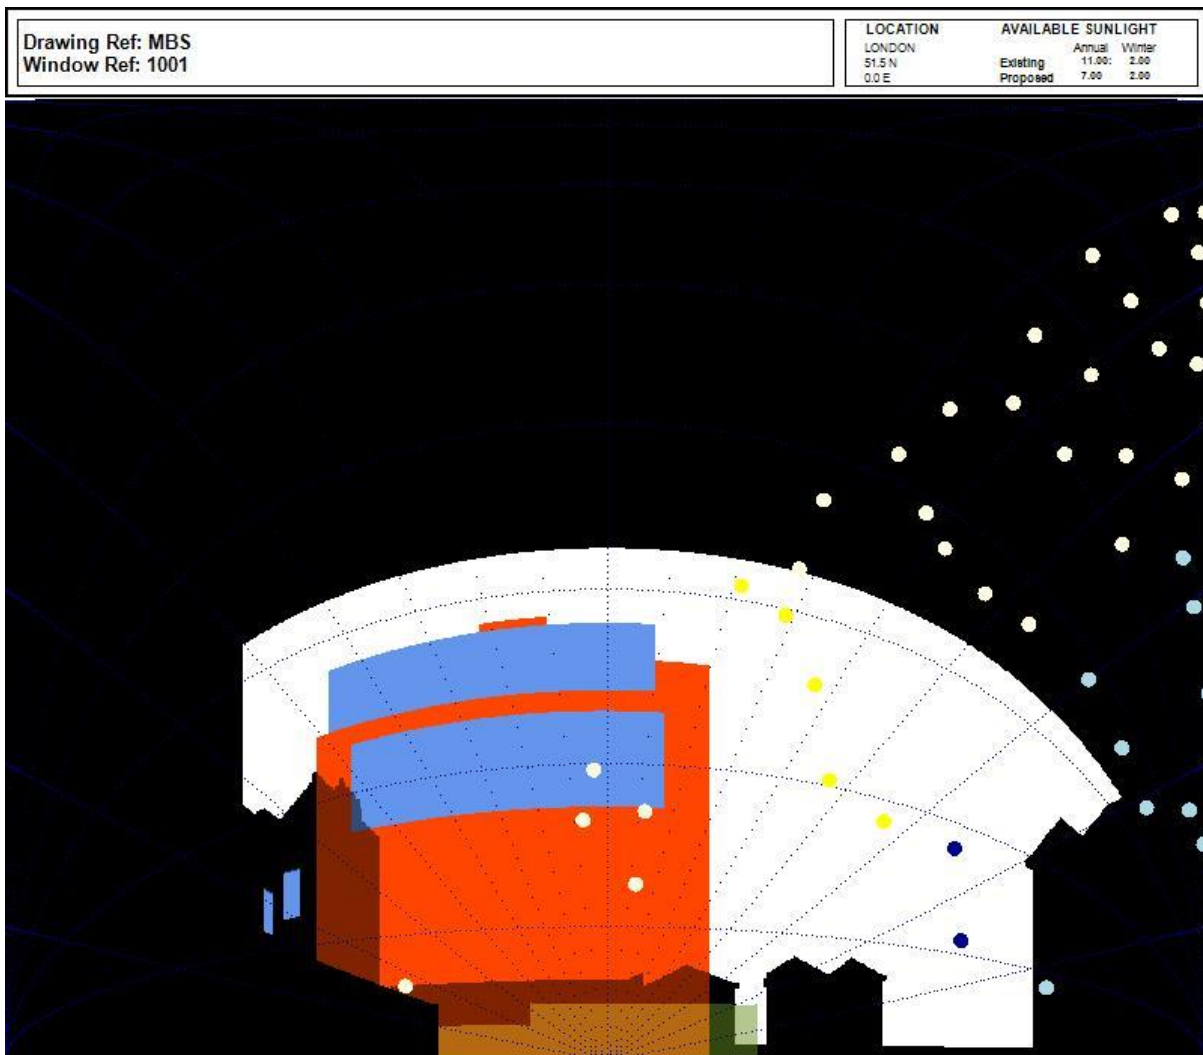 Drawing Ref: MBS
Window Ref: 1001
LOCATION
LONDON
51.5 N
0.0 E
AVAILABLE SUNLIGHT
Annual Winter
Existing 11.00: 2.00
Proposed 7.00 2.00